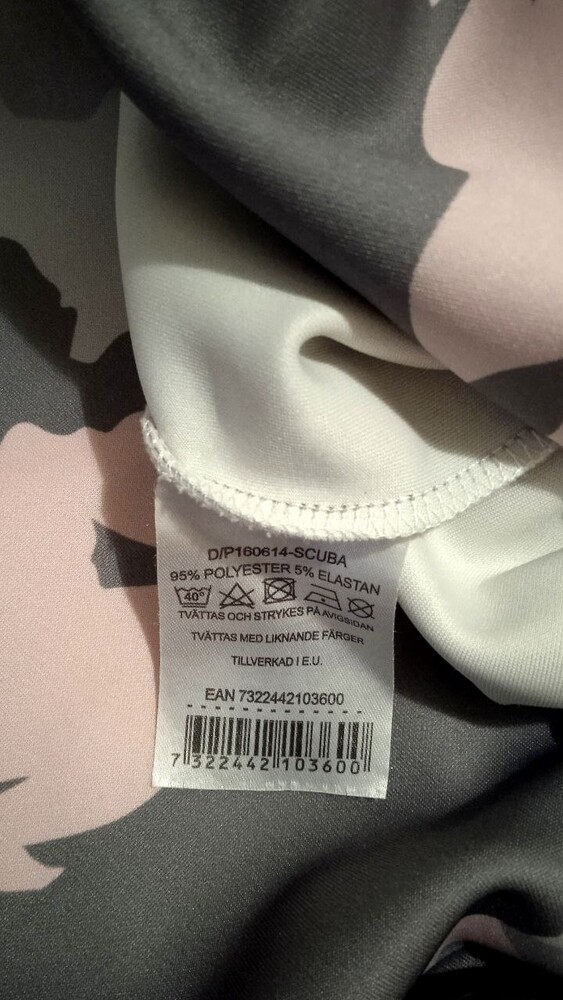 D/P160614-SCUBA
95% POLYESTER 5% ELASTAN
40°
TVÄTTAS OCH STRYKES PÅ AVIGSIDAN
TVÄTTAS MED LIKNANDE FÄRGER
TILLVERKAD I E.U.
EAN 7322442103600
7 322442 103600